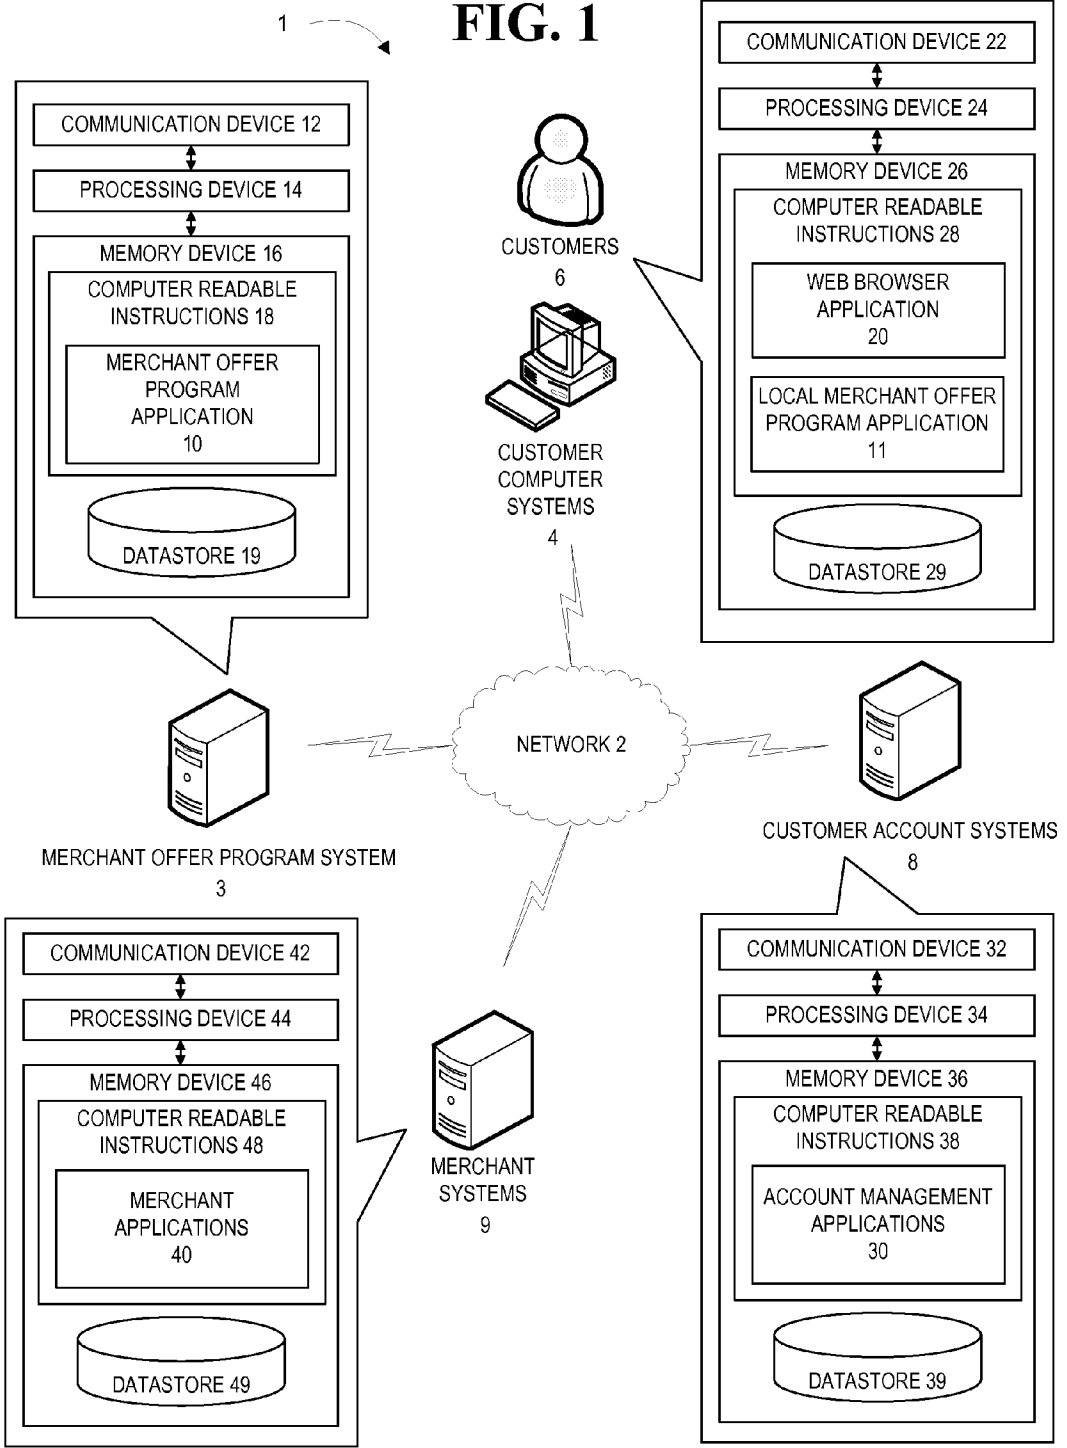 FIG. 1
1
COMMUNICATION DEVICE 12
PROCESSING DEVICE 14
MEMORY DEVICE 16
COMPUTER READABLE
INSTRUCTIONS 18
MERCHANT OFFER
PROGRAM
APPLICATION
10
DATASTORE 19
CUSTOMERS
6
CUSTOMER
COMPUTER
SYSTEMS
4
COMMUNICATION DEVICE 22
PROCESSING DEVICE 24
MEMORY DEVICE 26
COMPUTER READABLE
INSTRUCTIONS 28
WEB BROWSER
APPLICATION
20
LOCAL MERCHANT OFFER
PROGRAM APPLICATION
11
DATASTORE 29
NETWORK 2
MERCHANT OFFER PROGRAM SYSTEM
3
CUSTOMER ACCOUNT SYSTEMS
8
COMMUNICATION DEVICE 42
PROCESSING DEVICE 44
MEMORY DEVICE 46
COMPUTER READABLE
INSTRUCTIONS 48
MERCHANT
APPLICATIONS
40
DATASTORE 49
MERCHANT
SYSTEMS
9
COMMUNICATION DEVICE 32
PROCESSING DEVICE 34
MEMORY DEVICE 36
COMPUTER READABLE
INSTRUCTIONS 38
ACCOUNT MANAGEMENT
APPLICATIONS
30
DATASTORE 39